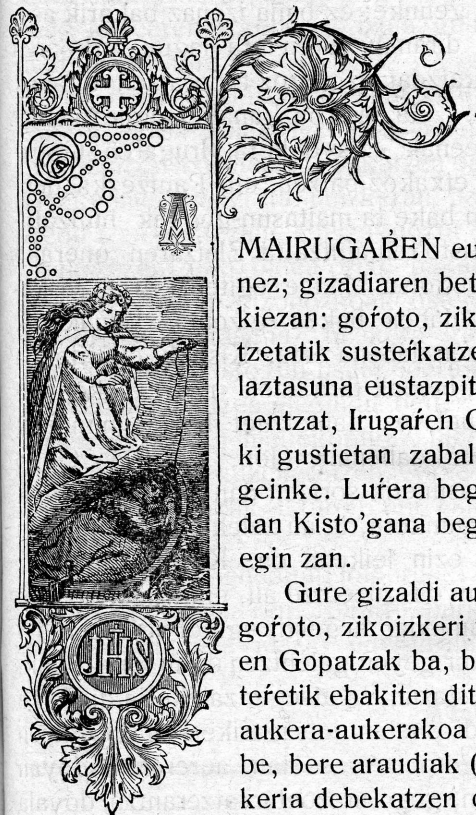 A
MAIRUGAŔEN eu
nez; gizadiaren bet
kiezan: goŕoto, zik
tzetatik susteŕkatze
laztasuna eustazpit
nentzat, Irugaŕen
ki gustietan zabal
geinke. Luŕera beg
dan Kisto'gana beg
egin zan.
Gure gizaldi au
goŕoto, zikoizkeri
en Gopatzak ba, b
teŕetik ebakiten dit
aukera-aukerakoa
be, bere araudiak (
keria debekatzen
JHS